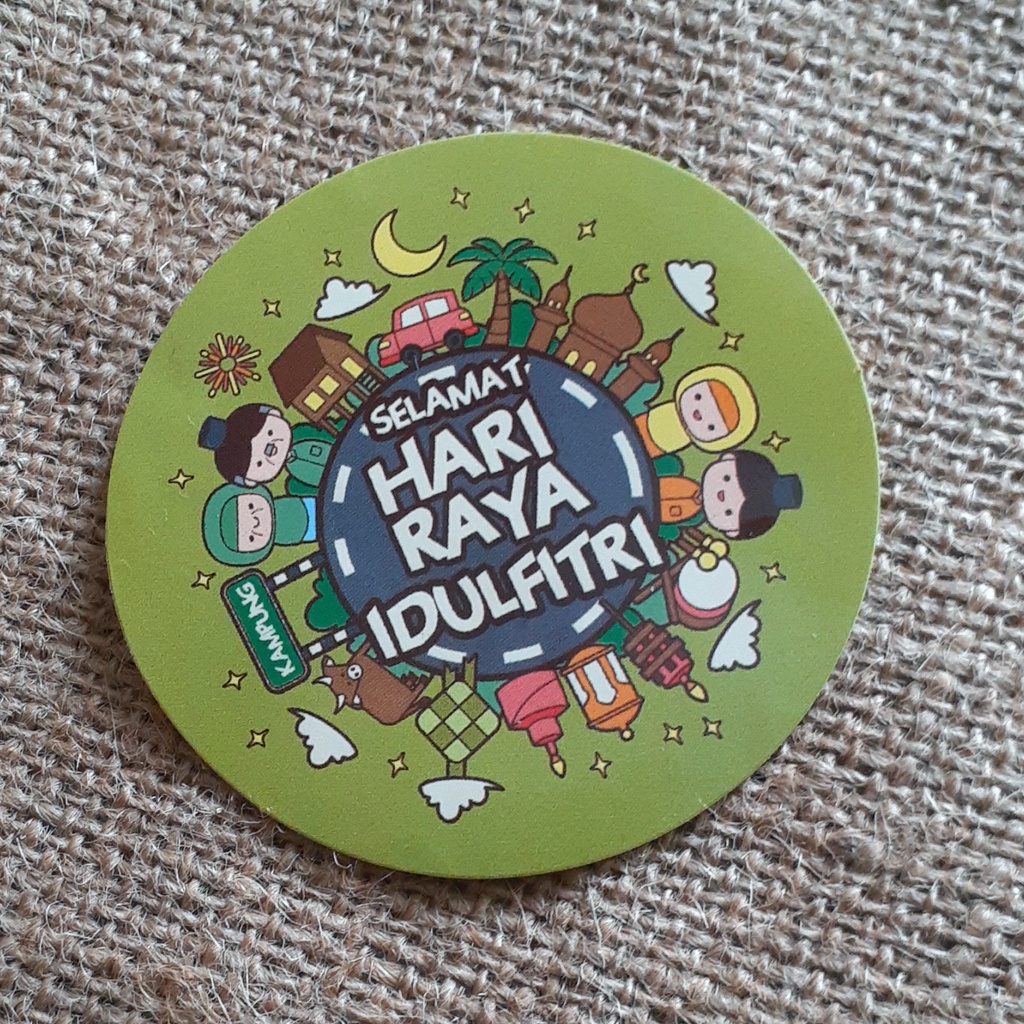 SELAMAT
HARI
RAYA
IDULFITRI
KAMPUNG